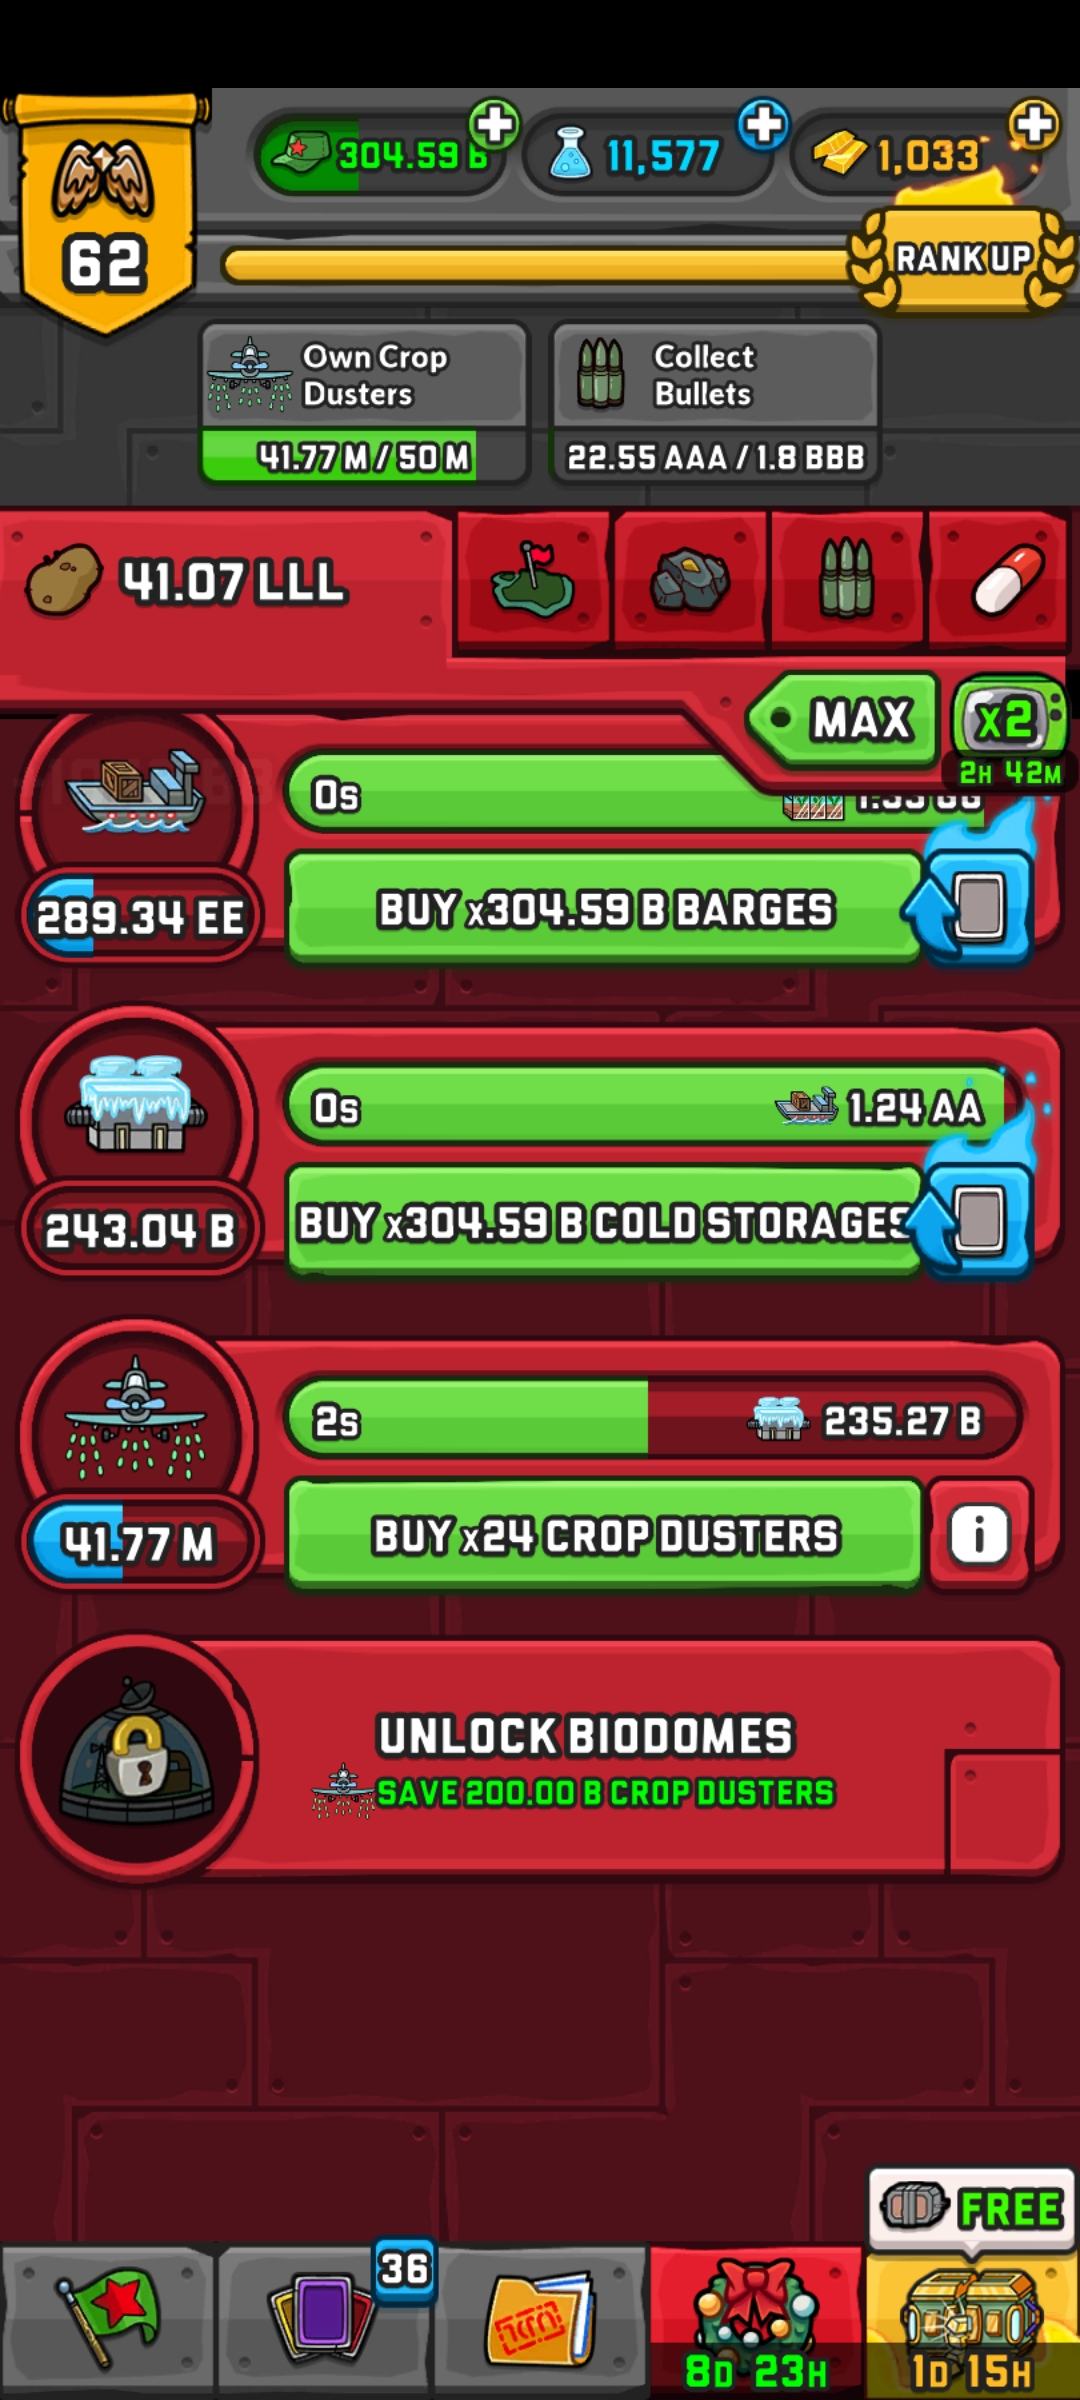 304.59 B
11,577
1,033
62
RANK UP
Own Crop
Dusters
Collect
Bullets
41.77 M / 50 M
22.55 AAA / 1.8 BBB
41.07 LLL
MAX
x2
2H 42M
0s
289.34 EE
BUY x304.59 B BARGES
0s
1.24 AA
243.04 B
BUY x304.59 B COLD STORAGES
2s
235.27 B
41.77 M
BUY x24 CROP DUSTERS
i
UNLOCK BIODOMES
SAVE 200.00 B CROP DUSTERS
FREE
36
8D 23H
1D 15H